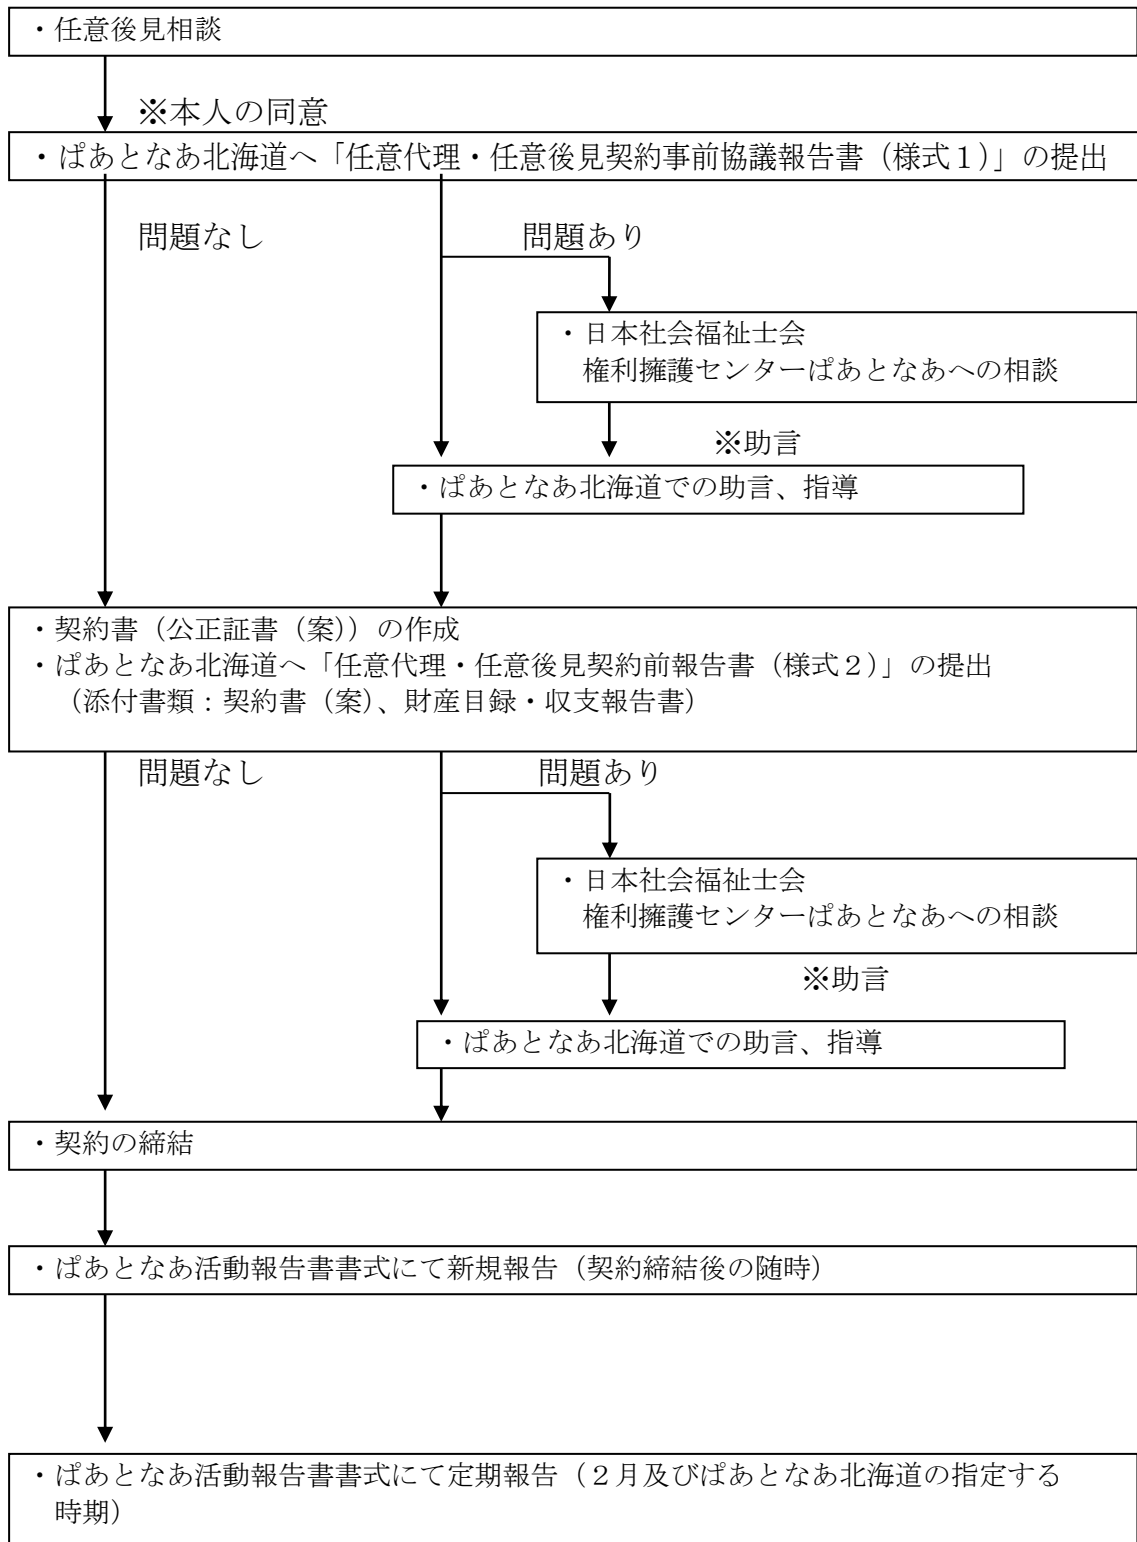 ・任意後見相談
※本人の同意
・ぱあとなあ北海道へ「任意代理・任意後見契約事前協議報告書（様式１）」の提出
問題なし
問題あり
・日本社会福祉士会
権利擁護センターぱあとなあへの相談
※助言
・ぱあとなあ北海道での助言、指導
・契約書（公正証書（案））の作成
・ぱあとなあ北海道へ「任意代理・任意後見契約前報告書（様式２）」の提出
（添付書類：契約書（案）、財産目録・収支報告書）
問題なし
問題あり
・日本社会福祉士会
権利擁護センターぱあとなあへの相談
※助言
・ぱあとなあ北海道での助言、指導
・契約の締結
・ぱあとなあ活動報告書書式にて新規報告（契約締結後の随時）
・ぱあとなあ活動報告書書式にて定期報告（２月及びぱあとなあ北海道の指定する
時期）